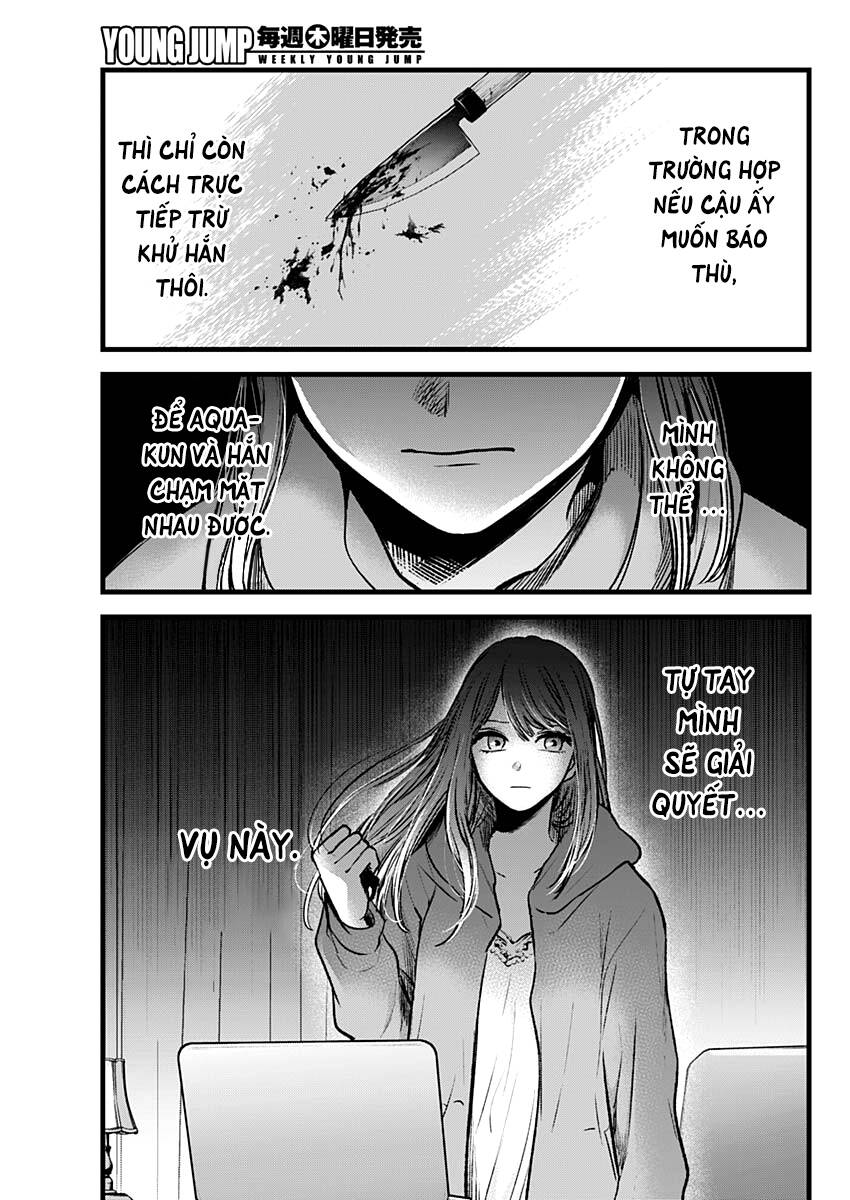 YOUNG JUMP 毎週木曜日発売
WEEKLY YOUNG JUMP
TRONG
TRƯỜNG HỢP
NẾU CẬU ẤY
MUỐN BÁO
THÙ,
THÌ CHỈ CÒN
CÁCH TRỰC
TIẾP TRỪ
KHỬ HẮN
THÔI.
MÌNH
KHÔNG
THỂ ...
ĐỂ AQUA-
KUN VÀ HẮN
CHẠM MẶT
NHAU ĐƯỢC.
TỰ TAY
MÌNH
SẼ GIẢI
QUYẾT...
VỤ NÀY.